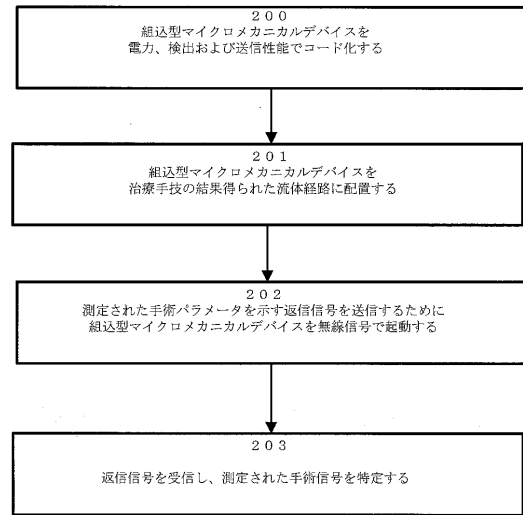 200
組込型マイクロメカニカルデバイスを
電力、検出および送信性能でコード化する
201
組込型マイクロメカニカルデバイスを
治療手技の結果得られた流体経路に配置する
202
測定された手術パラメータを示す返信信号を送信するために
組込型マイクロメカニカルデバイスを無線信号で起動する
203
返信信号を受信し、測定された手術信号を特定する